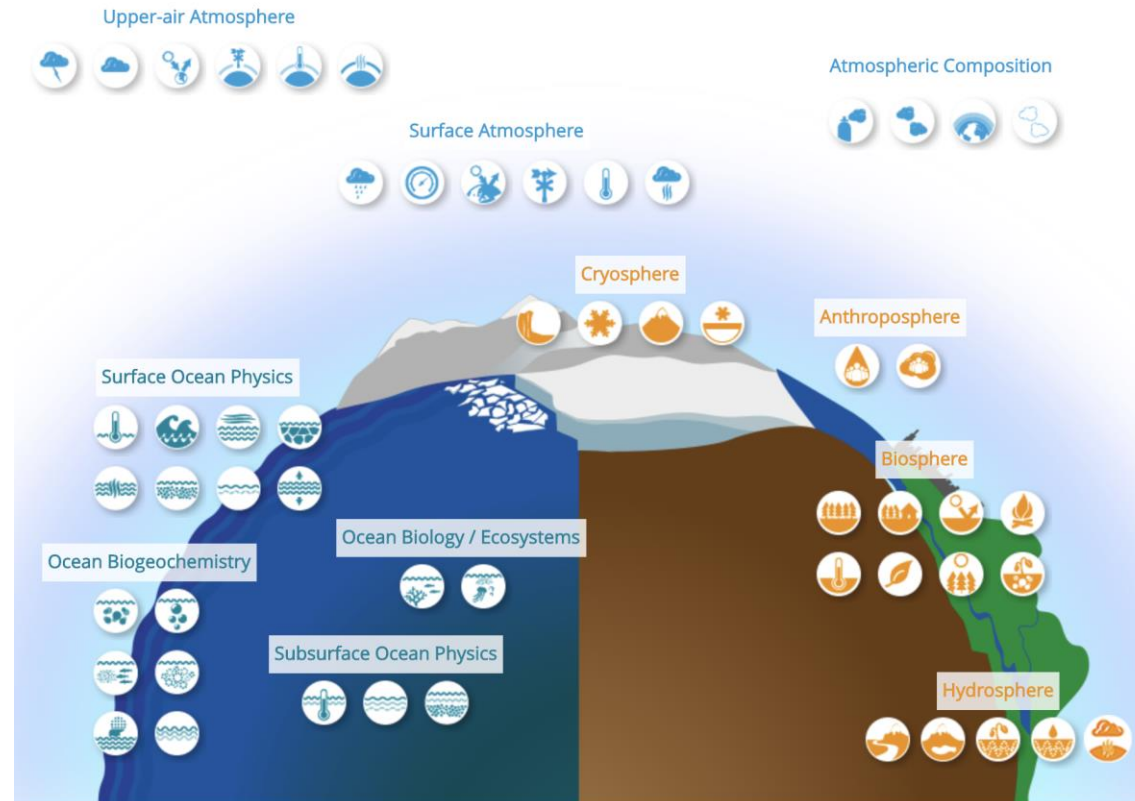 Upper-air Atmosphere
Atmospheric Composition
Surface Atmosphere
Cryosphere
Anthroposphere
Surface Ocean Physics
Biosphere
Ocean Biology / Ecosystems
Ocean Biogeochemistry
Subsurface Ocean Physics
Hydrosphere